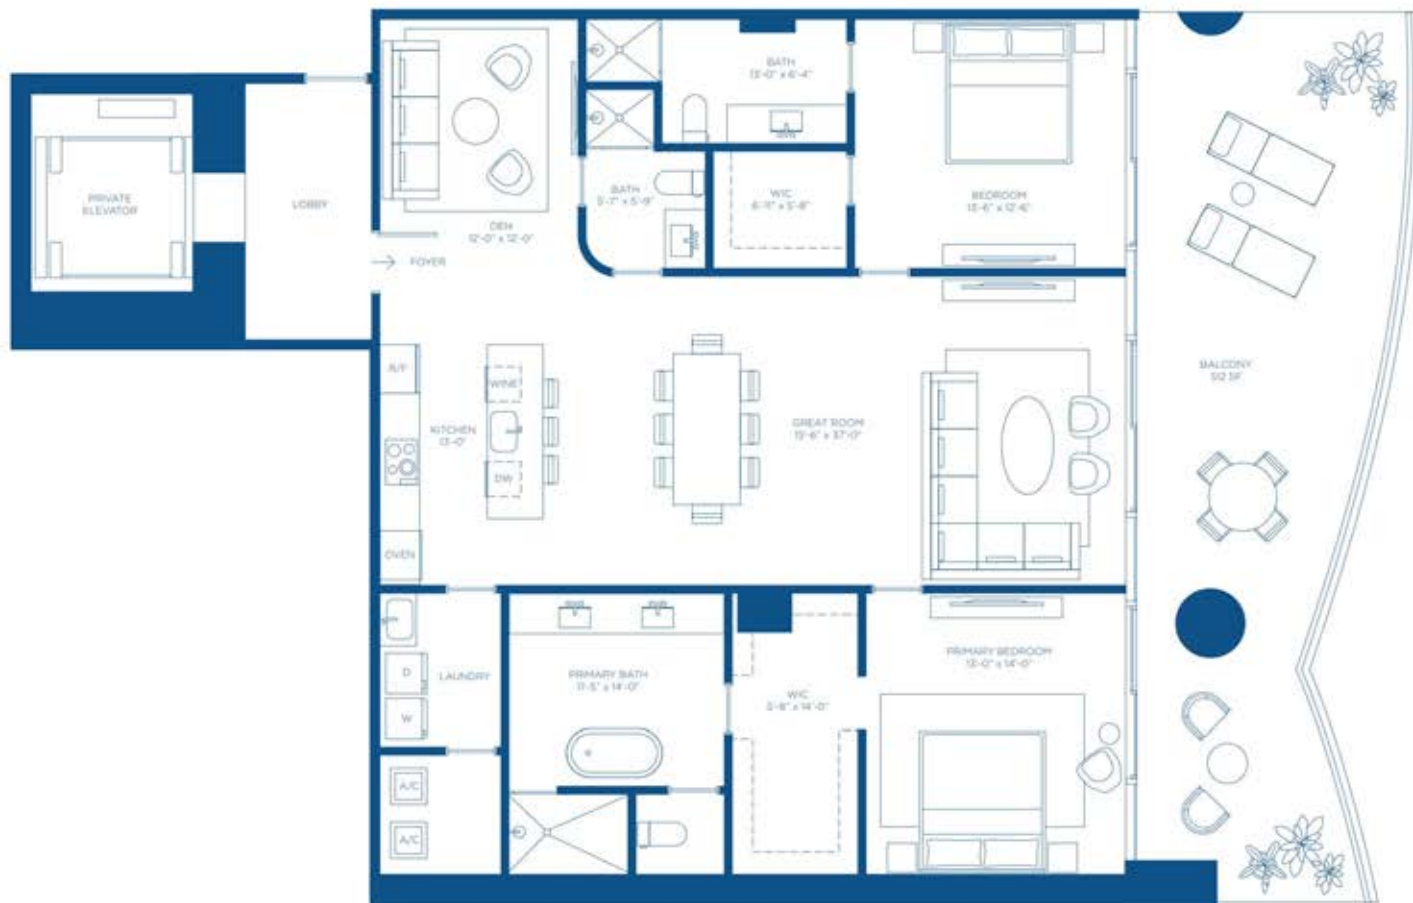 BATH
13'-0" x 6'-4"
PRIVATE
ELEVATOR
LOBBY
DEN
12'-0" x 12'-0"
BATH
5'-7" x 5'-9"
WIC
6'-11" x 5'-8"
BEDROOM
13'-6" x 12'-6"
FOYER
R/F
WINE
KITCHEN
13'-0"
DW
OVEN
GREAT ROOM
15'-6" x 37'-0"
BALCONY
512 SF
D
LAUNDRY
W
PRIMARY BATH
11'-5" x 14'-0"
WIC
5'-8" x 14'-0"
PRIMARY BEDROOM
13'-0" x 14'-0"
A/C
A/C